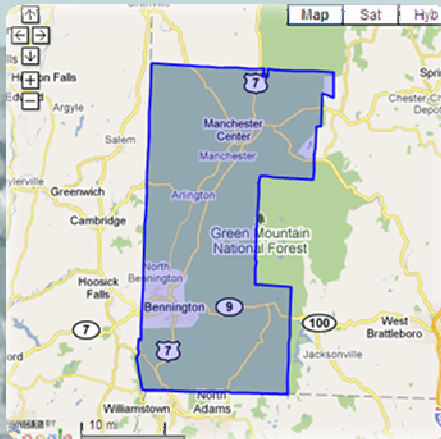 Map Sat Hyb
7
Falls
Argyle
Salem
Manchester
Center
Manchester
Greenwich
Arlington
Cambridge
Green Mountain
National Forest
North
Bennington
Hoosick
Falls
Bennington
9
7
100
West
Brattleboro
7
Jacksonville
Williamstown
North
Adams
10 mi